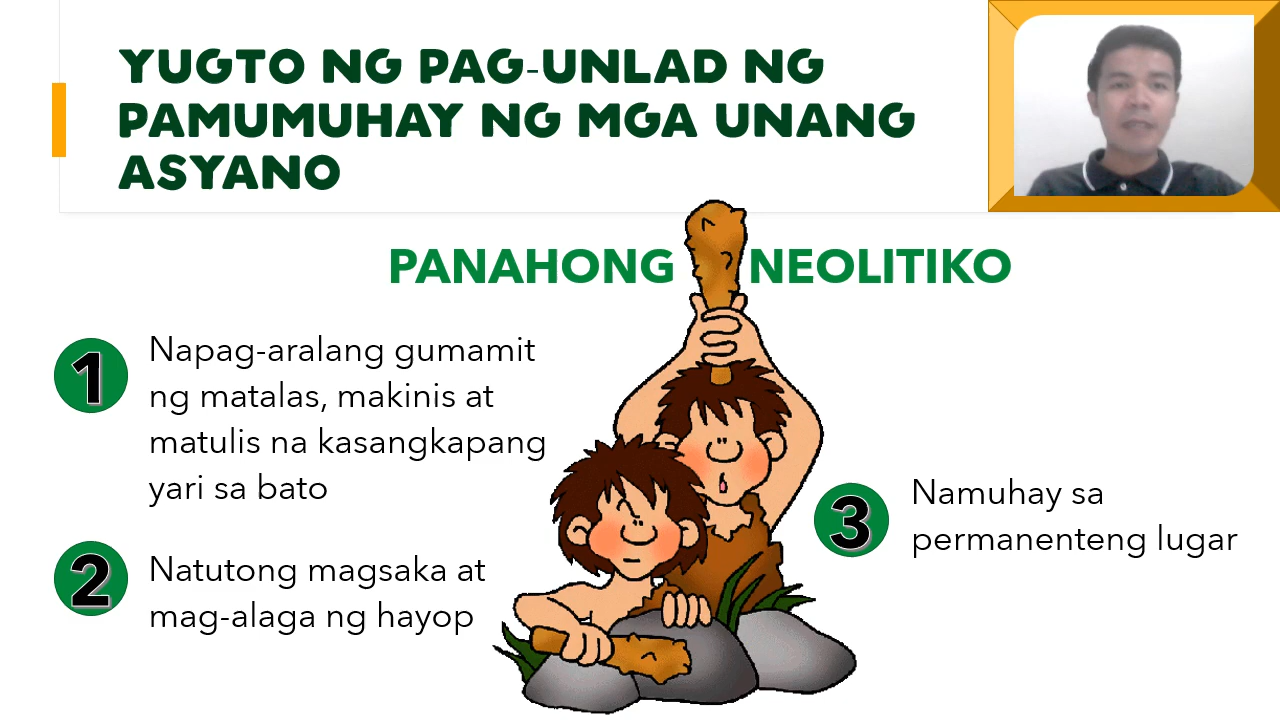 YUGTO NG PAG-UNLAD NG
PAMUMUHAY NG MGA UNANG
ASYANO
PANAHONG NEOLITIKO
1
Napag-aralang gumamit
ng matalas, makinis at
matulis na kasangkapang
yari sa bato
2
Natutong magsaka at
mag-alaga ng hayop
3
Namuhay sa
permanenteng lugar